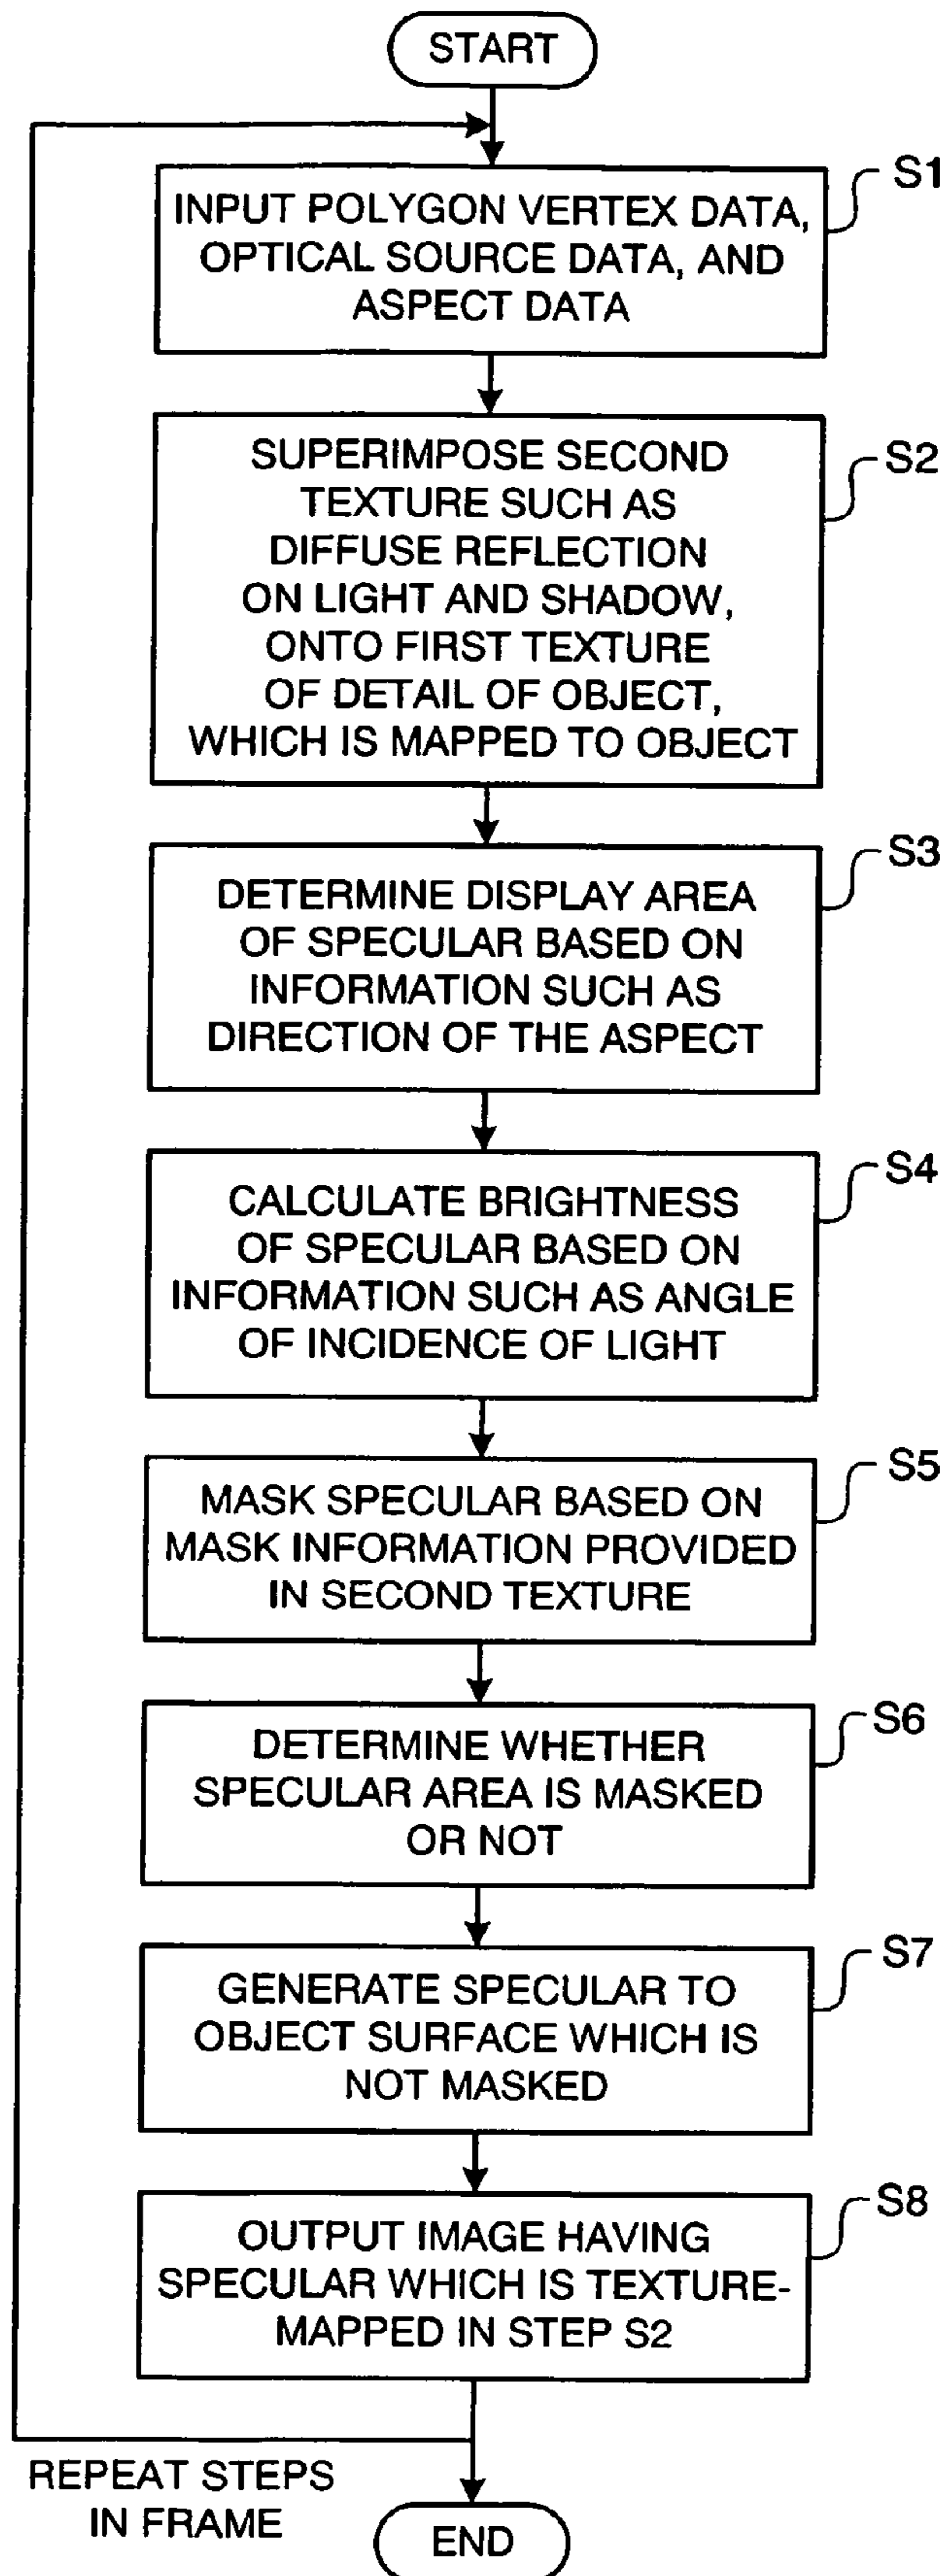 START
S1
INPUT POLYGON VERTEX DATA,
OPTICAL SOURCE DATA, AND
ASPECT DATA
S2
SUPERIMPOSE SECOND
TEXTURE SUCH AS
DIFFUSE REFLECTION
ON LIGHT AND SHADOW,
ONTO FIRST TEXTURE
OF DETAIL OF OBJECT,
WHICH IS MAPPED TO OBJECT
S3
DETERMINE DISPLAY AREA
OF SPECULAR BASED ON
INFORMATION SUCH AS
DIRECTION OF THE ASPECT
S4
CALCULATE BRIGHTNESS
OF SPECULAR BASED ON
INFORMATION SUCH AS ANGLE
OF INCIDENCE OF LIGHT
S5
MASK SPECULAR BASED ON
MASK INFORMATION PROVIDED
IN SECOND TEXTURE
S6
DETERMINE WHETHER
SPECULAR AREA IS MASKED
OR NOT
S7
GENERATE SPECULAR TO
OBJECT SURFACE WHICH IS
NOT MASKED
S8
OUTPUT IMAGE HAVING
SPECULAR WHICH IS TEXTURE-
MAPPED IN STEP S2
REPEAT STEPS
IN FRAME
END